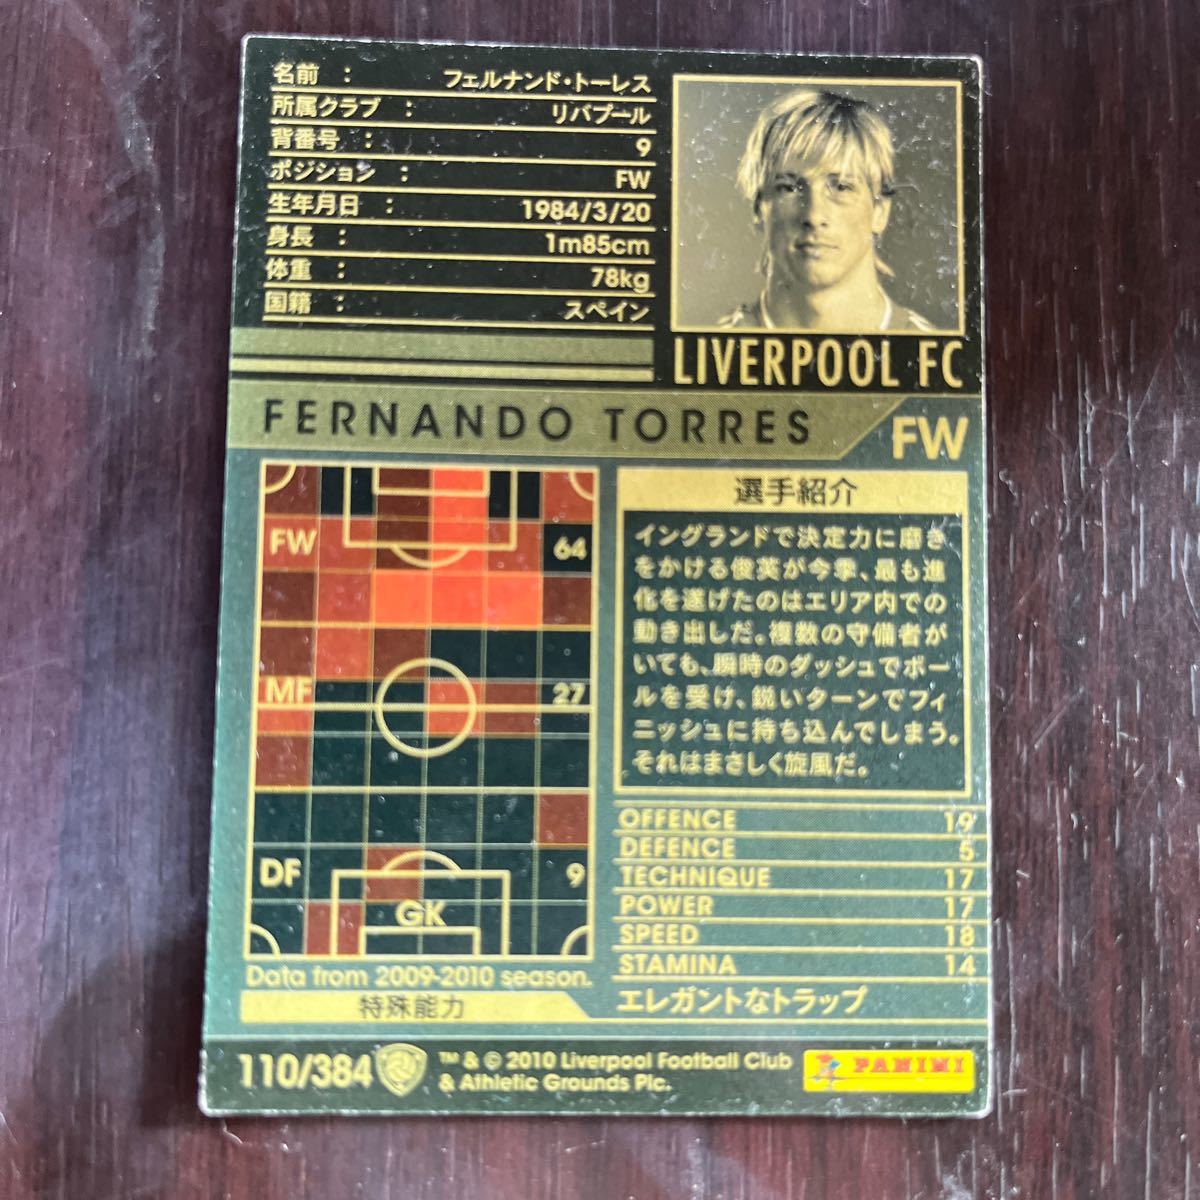 名前 : フェルナンド・トーレス
所属クラブ : リバプール
背番号 : 9
ポジション : FW
生年月日 : 1984/3/20
身長 : 1m85cm
体重 : 78kg
国籍 : スペイン
LIVERPOOL FC
FERNANDO TORRES
FW
FW 64
MF 27
DF 9
GK
Data from 2009-2010 season.
特殊能力
選手紹介
イングランドで決定力に磨き
をかける俊英が今季、最も進
化を遂げたのはエリア内での
動き出しだ。複数の守備者が
いても、瞬時のダッシュでボー
ルを受け、鋭いターンでフィ
ニッシュに持ち込んでしまう。
それはまさしく旋風だ。
OFFENCE 19
DEFENCE 5
TECHNIQUE 17
POWER 17
SPEED 18
STAMINA 14
エレガントなトラップ
110/384
™ & © 2010 Liverpool Football Club
& Athletic Grounds Plc.
PANINI